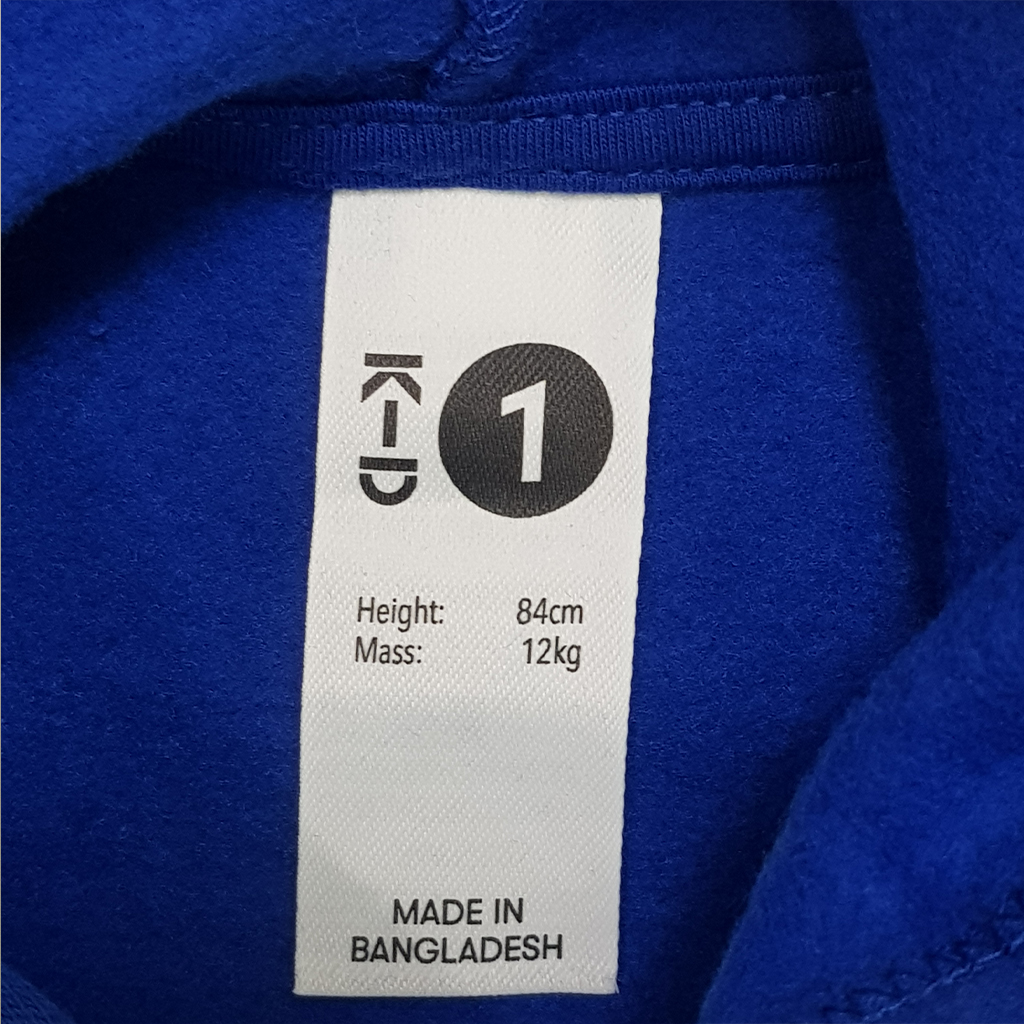 K-D
1
Height: 84cm
Mass: 12kg
MADE IN
BANGLADESH